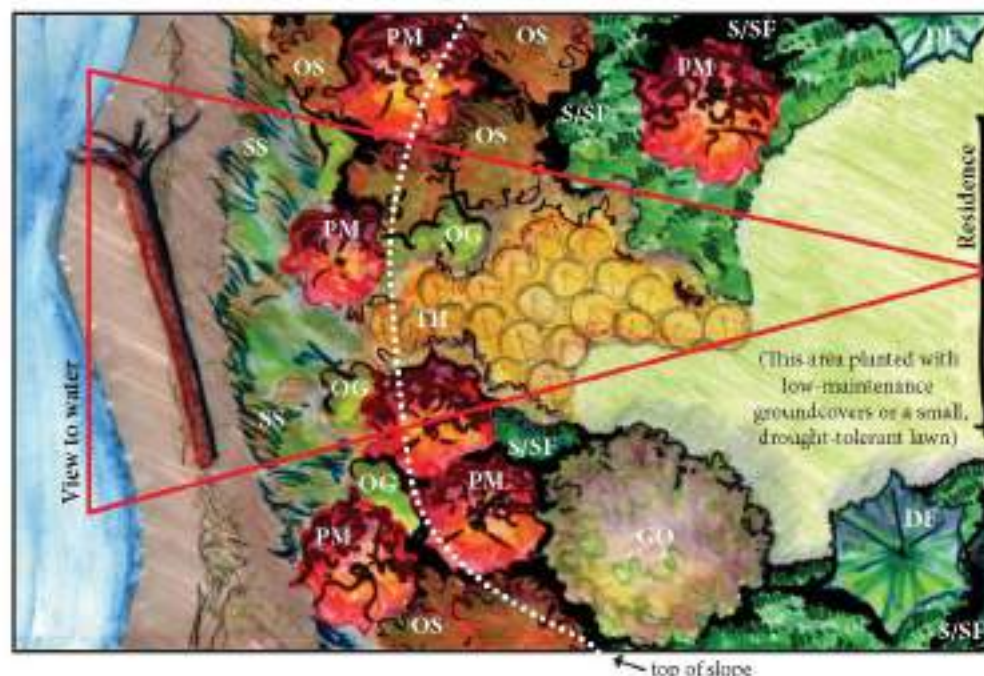 S/SF
DF
PM
OS
OS
PM
S/SF
OS
SS
PM
OG
Residence
TH
(This area planted with
low-maintenance
groundcovers or a small,
drought-tolerant lawn)
View to water
OG
SS
S/SF
OG
PM
DF
PM
GO
OS
S/SF
top of slope